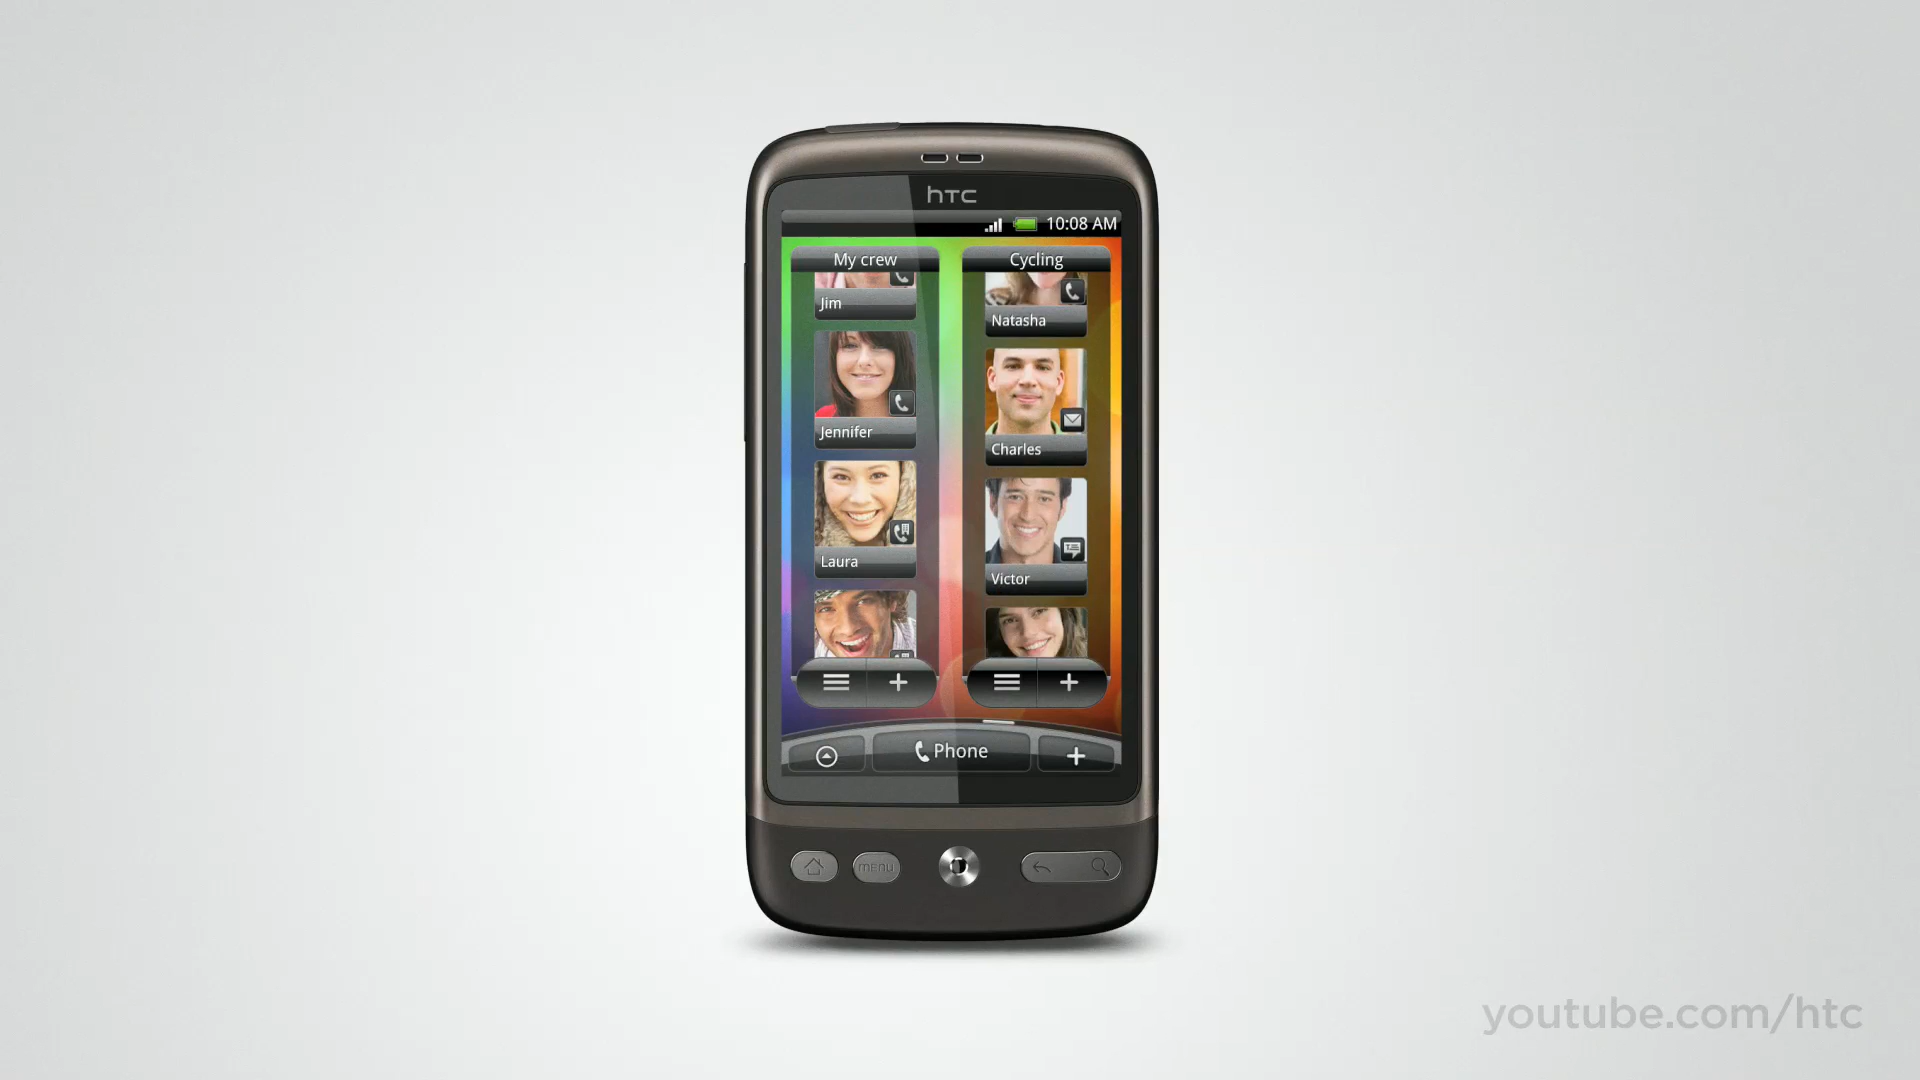 hTC
10:08 AM
My crew
Cycling
Jim
Natasha
Jennifer
Charles
Laura
Victor
Phone
menu
youtube.com/htc